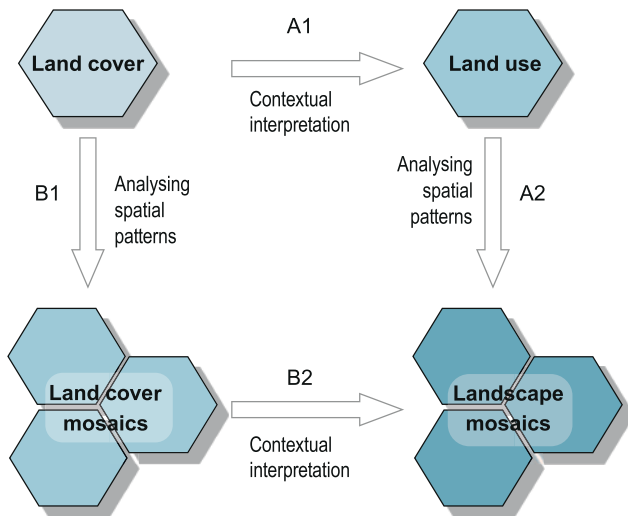 A1
Land cover
Land use
Contextual
interpretation
B1
Analysing
spatial
patterns
Analysing
spatial
patterns
A2
Land cover
mosaics
B2
Contextual
interpretation
Landscape
mosaics